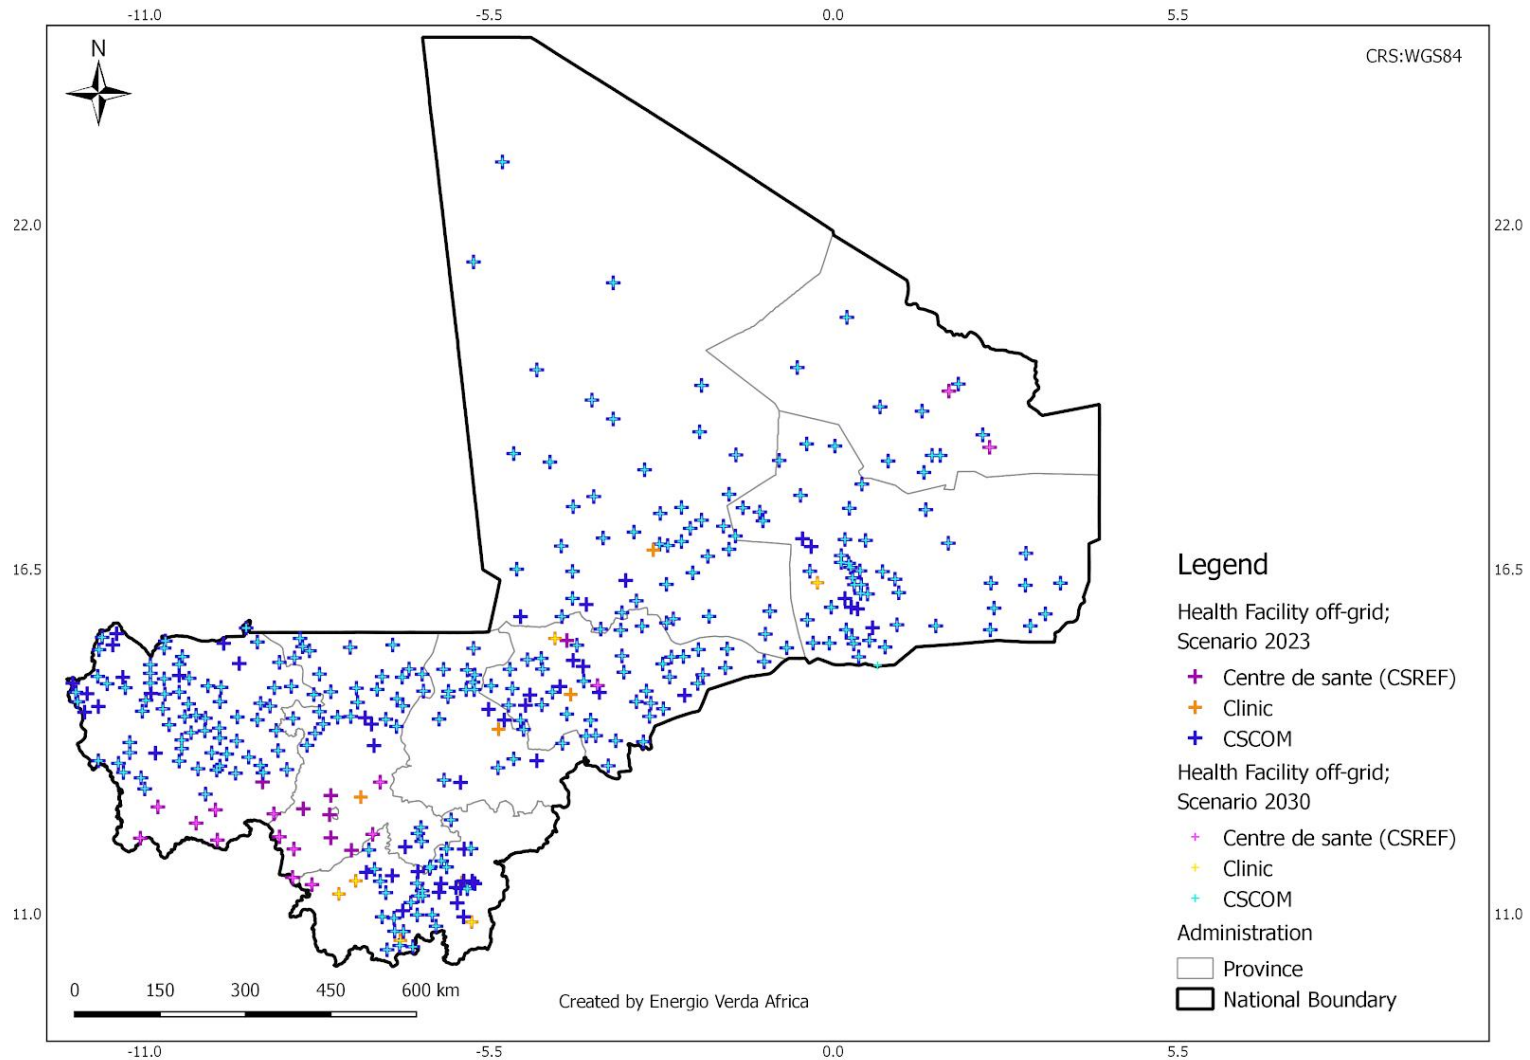 -11.0 -5.5 0.0 5.5
N
CRS:WGS84
22.0 22.0
16.5 16.5
Legend
Health Facility off-grid;
Scenario 2023
Centre de sante (CSREF)
Clinic
CSCOM
Health Facility off-grid;
Scenario 2030
Centre de sante (CSREF)
Clinic
CSCOM
11.0 11.0
Administration
Province
National Boundary
0 150 300 450 600 km
Created by Energio Verda Africa
-11.0 -5.5 0.0 5.5